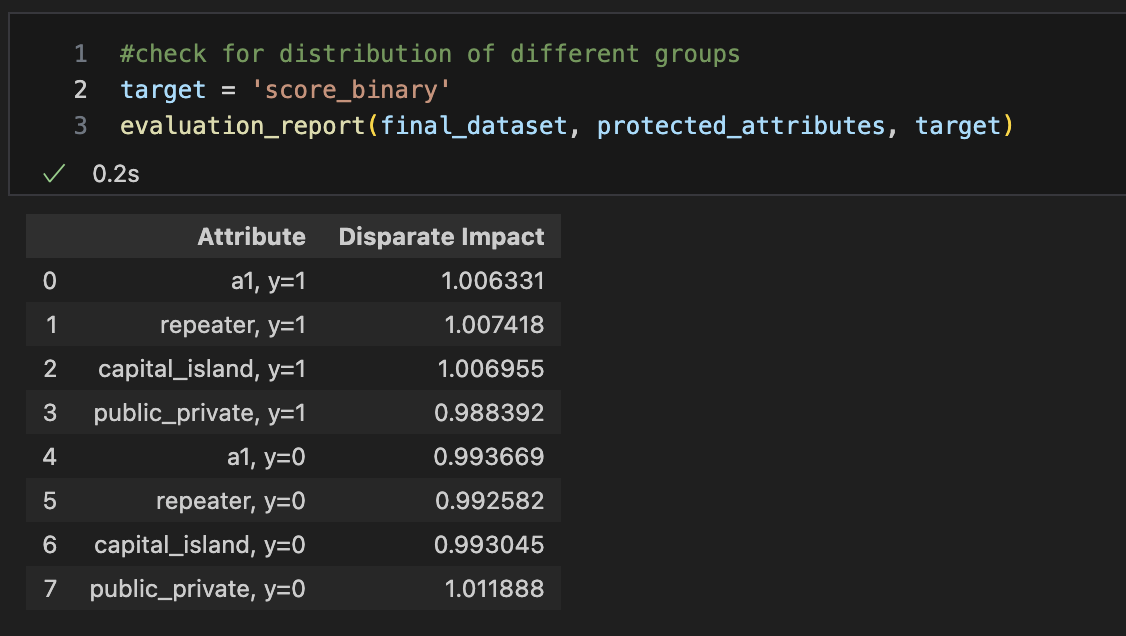 1 #check for distribution of different groups
2 target = 'score_binary'
3 evaluation_report(final_dataset, protected_attributes, target)
✓ 0.2s
Attribute Disparate Impact
0 a1, y=1 1.006331
1 repeater, y=1 1.007418
2 capital_island, y=1 1.006955
3 public_private, y=1 0.988392
4 a1, y=0 0.993669
5 repeater, y=0 0.992582
6 capital_island, y=0 0.993045
7 public_private, y=0 1.011888